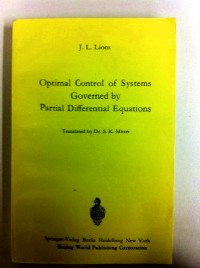 J. L. Lions
Optimal Control of Systems
Governed by
Partial Differential Equations
Translated by Dr. S. K. Mitter
Springer-Verlag Berlin Heidelberg New York
Beijing World Publishing Corporation